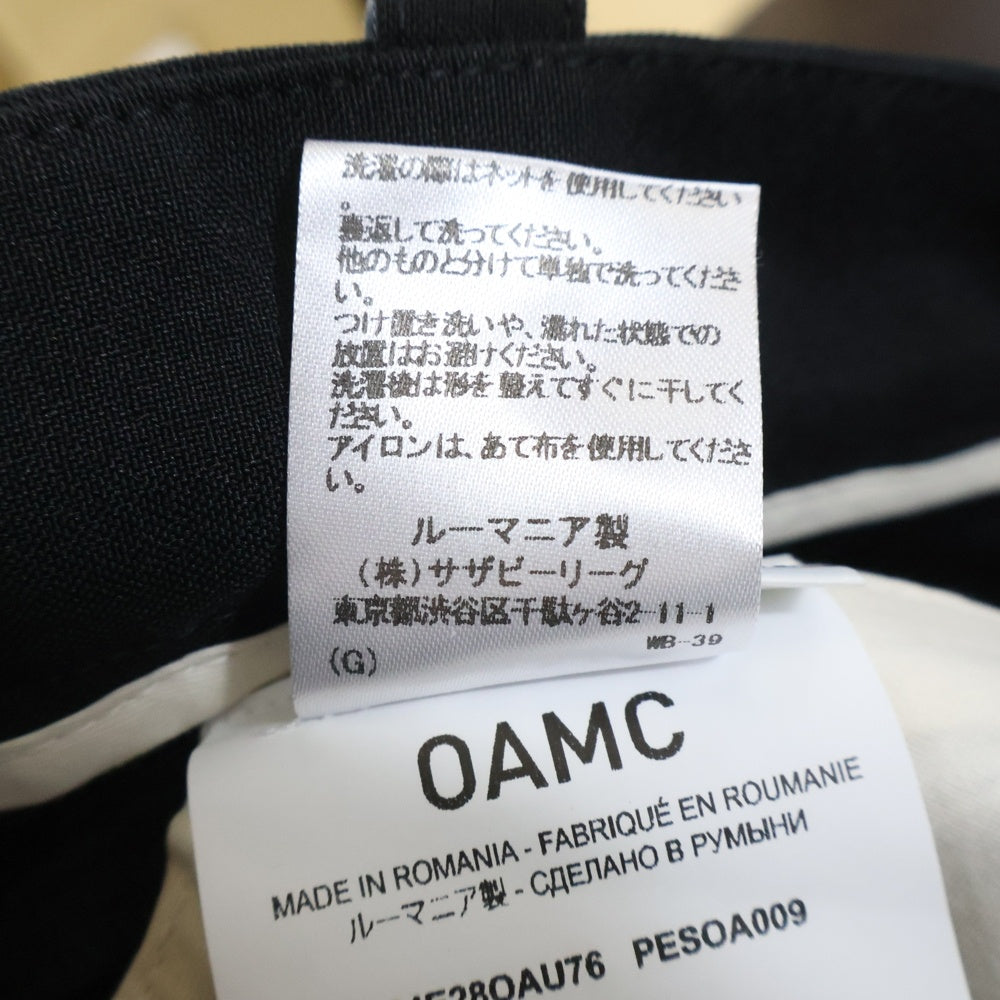 洗濯の際はネットを使用してください
。
裏返して洗ってください。
他のものと分けて単独で洗ってくださ
い。
つけ置き洗いや、濡れた状態での
放置はお避けください。
洗濯後は形を整えてすぐに干してく
ださい。
アイロンは、あて布を使用してくださ
い。
ルーマニア製
(株)サザビーリーグ
東京都渋谷区千駄ヶ谷2-11-1
WB-39
(G)
OAMC
MADE IN ROMANIA - FABRIQUÉ EN ROUMANIE
ルーマニア製 - СДЕЛАНО В РУМЫНИ
PESOA009